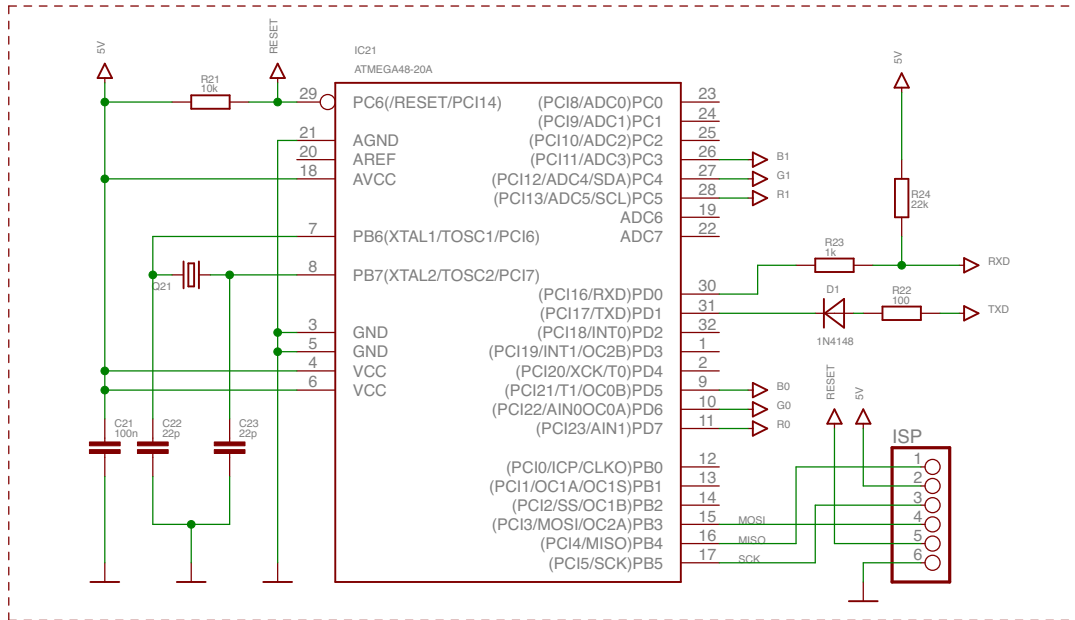 5V
RESET
R21
10k
IC21
ATMEGA48-20A
29 PC6(/RESET/PCI14)
21 AGND
20 AREF
18 AVCC
7 PB6(XTAL1/TOSC1/PCI6)
8 PB7(XTAL2/TOSC2/PCI7)
3 GND
5 GND
4 VCC
6 VCC
Q21
C21
100n
C22
22p
C23
22p
(PCI8/ADC0)PC0 23
(PCI9/ADC1)PC1 24
(PCI10/ADC2)PC2 25
(PCI11/ADC3)PC3 26 B1
(PCI12/ADC4/SDA)PC4 27 G1
(PCI13/ADC5/SCL)PC5 28 R1
ADC6 19
ADC7 22
(PCI16/RXD)PD0 30
(PCI17/TXD)PD1 31
(PCI18/INT0)PD2 32
(PCI19/INT1/OC2B)PD3 1
(PCI20/XCK/T0)PD4 2
(PCI21/T1/OC0B)PD5 9 B0
(PCI22/AIN0OC0A)PD6 10 G0
(PCI23/AIN1)PD7 11 R0
(PCI0/ICP/CLKO)PB0 12
(PCI1/OC1A/OC1S)PB1 13
(PCI2/SS/OC1B)PB2 14
(PCI3/MOSI/OC2A)PB3 15 MOSI
(PCI4/MISO)PB4 16 MISO
(PCI5/SCK)PB5 17 SCK
5V
R24
22k
R23
1k
RXD
D1
1N4148
R22
100
TXD
RESET
5V
ISP
1
2
3
4
5
6